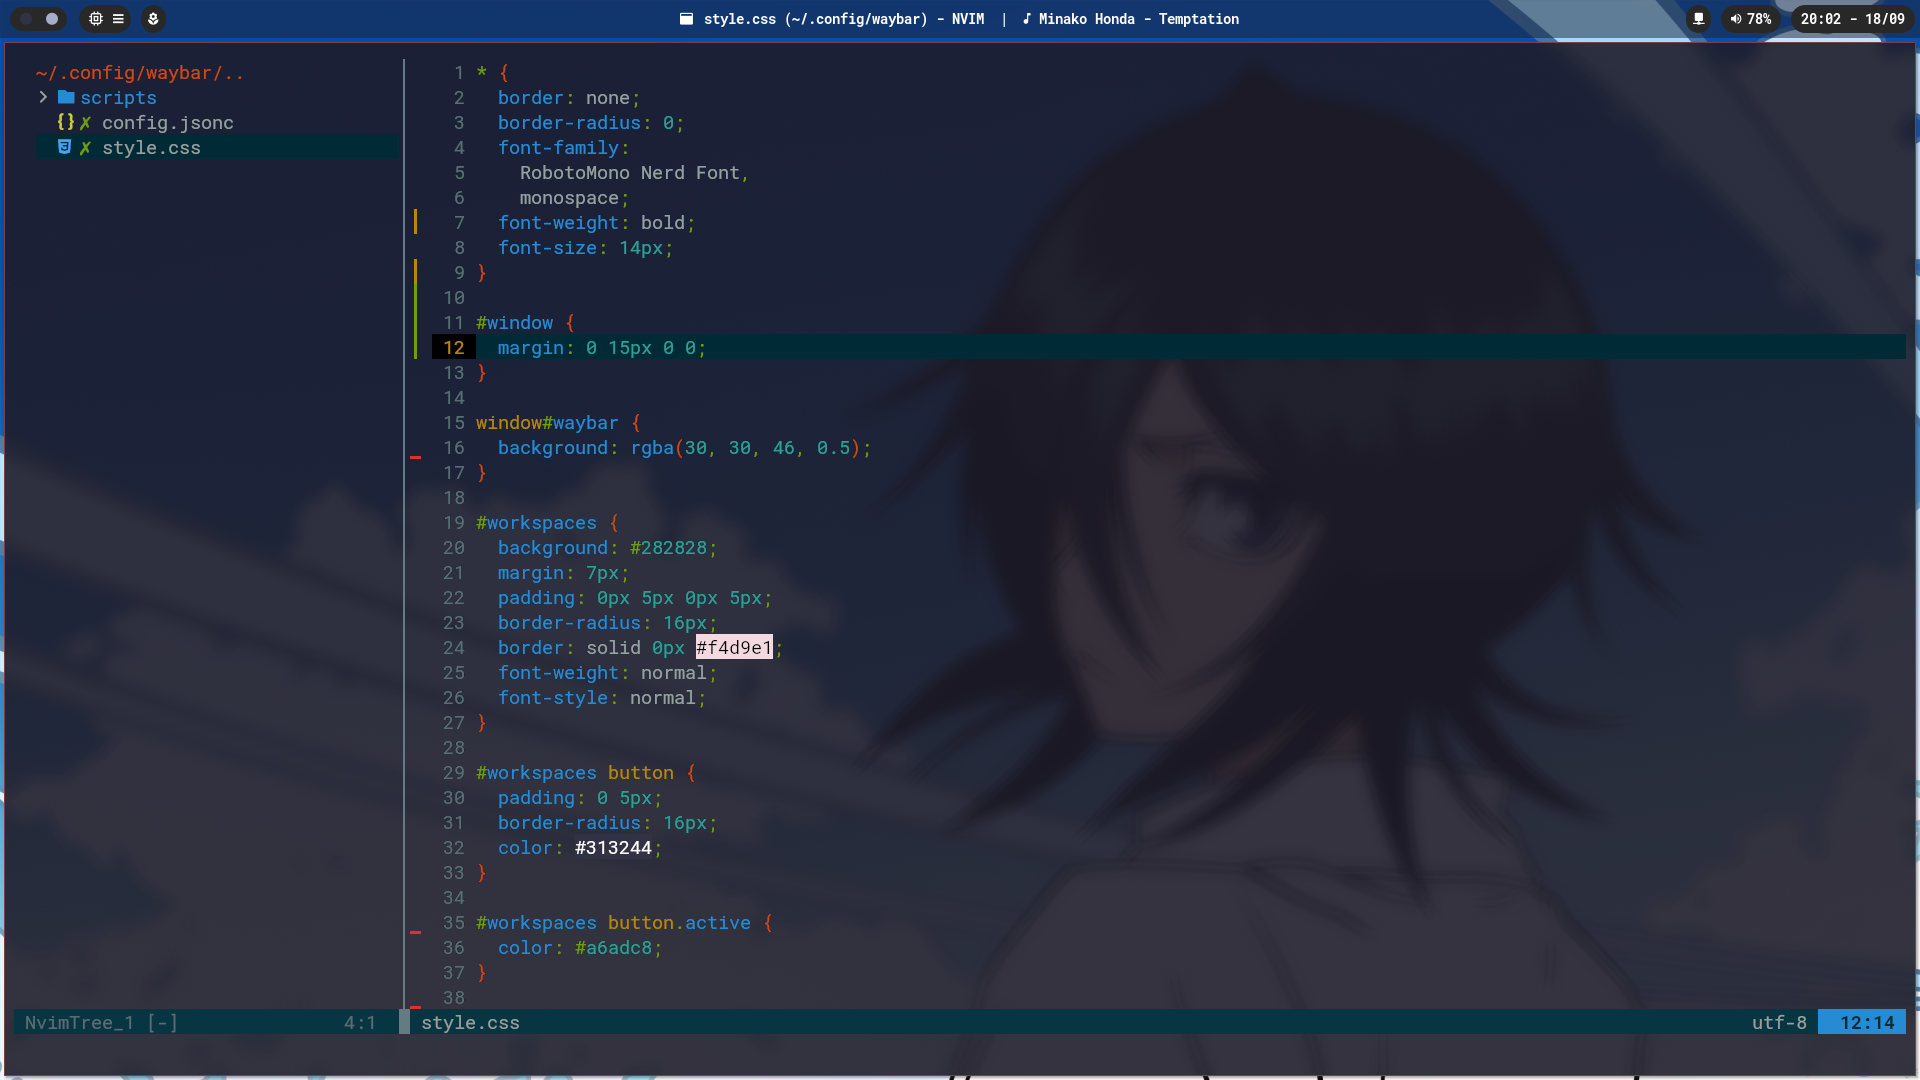 style.css (~/.config/waybar) - NVIM | Minako Honda - Temptation
78%
20:02 - 18/09
~/.config/waybar/..
scripts
{} ✗ config.jsonc
✗ style.css
1 * {
2 border: none;
3 border-radius: 0;
4 font-family:
5 RobotoMono Nerd Font,
6 monospace;
7 font-weight: bold;
8 font-size: 14px;
9 }
10
11 #window {
12 margin: 0 15px 0 0;
13 }
14
15 window#waybar {
16 background: rgba(30, 30, 46, 0.5);
17 }
18
19 #workspaces {
20 background: #282828;
21 margin: 7px;
22 padding: 0px 5px 0px 5px;
23 border-radius: 16px;
24 border: solid 0px #f4d9e1;
25 font-weight: normal;
26 font-style: normal;
27 }
28
29 #workspaces button {
30 padding: 0 5px;
31 border-radius: 16px;
32 color: #313244;
33 }
34
35 #workspaces button.active {
36 color: #a6adc8;
37 }
38
NvimTree_1 [-] 4:1
style.css utf-8 12:14